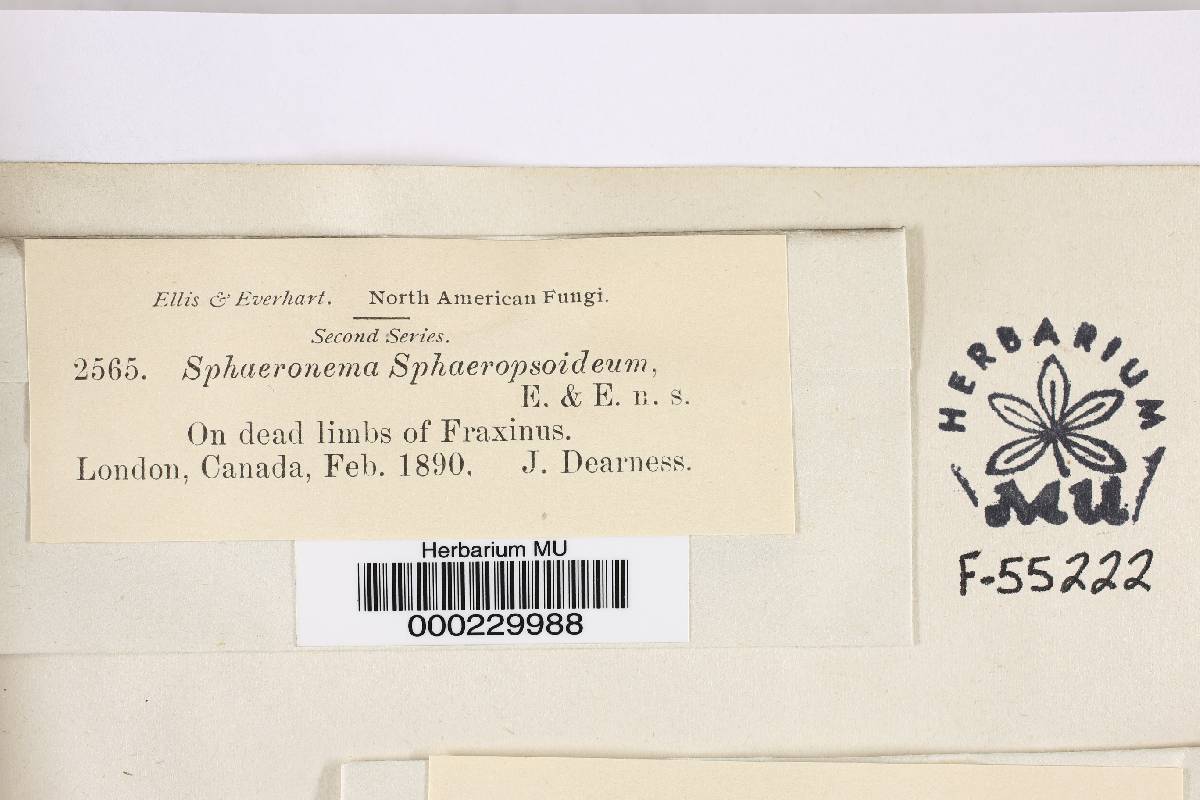 Ellis & Everhart. North American Fungi.
Second Series.
2565. Sphaeronema Sphaeropsoideum,
E. & E. n. s.
On dead limbs of Fraxinus.
London, Canada, Feb. 1890. J. Dearness.
Herbarium MU
000229988
HERBARIUM
MU
F-55222